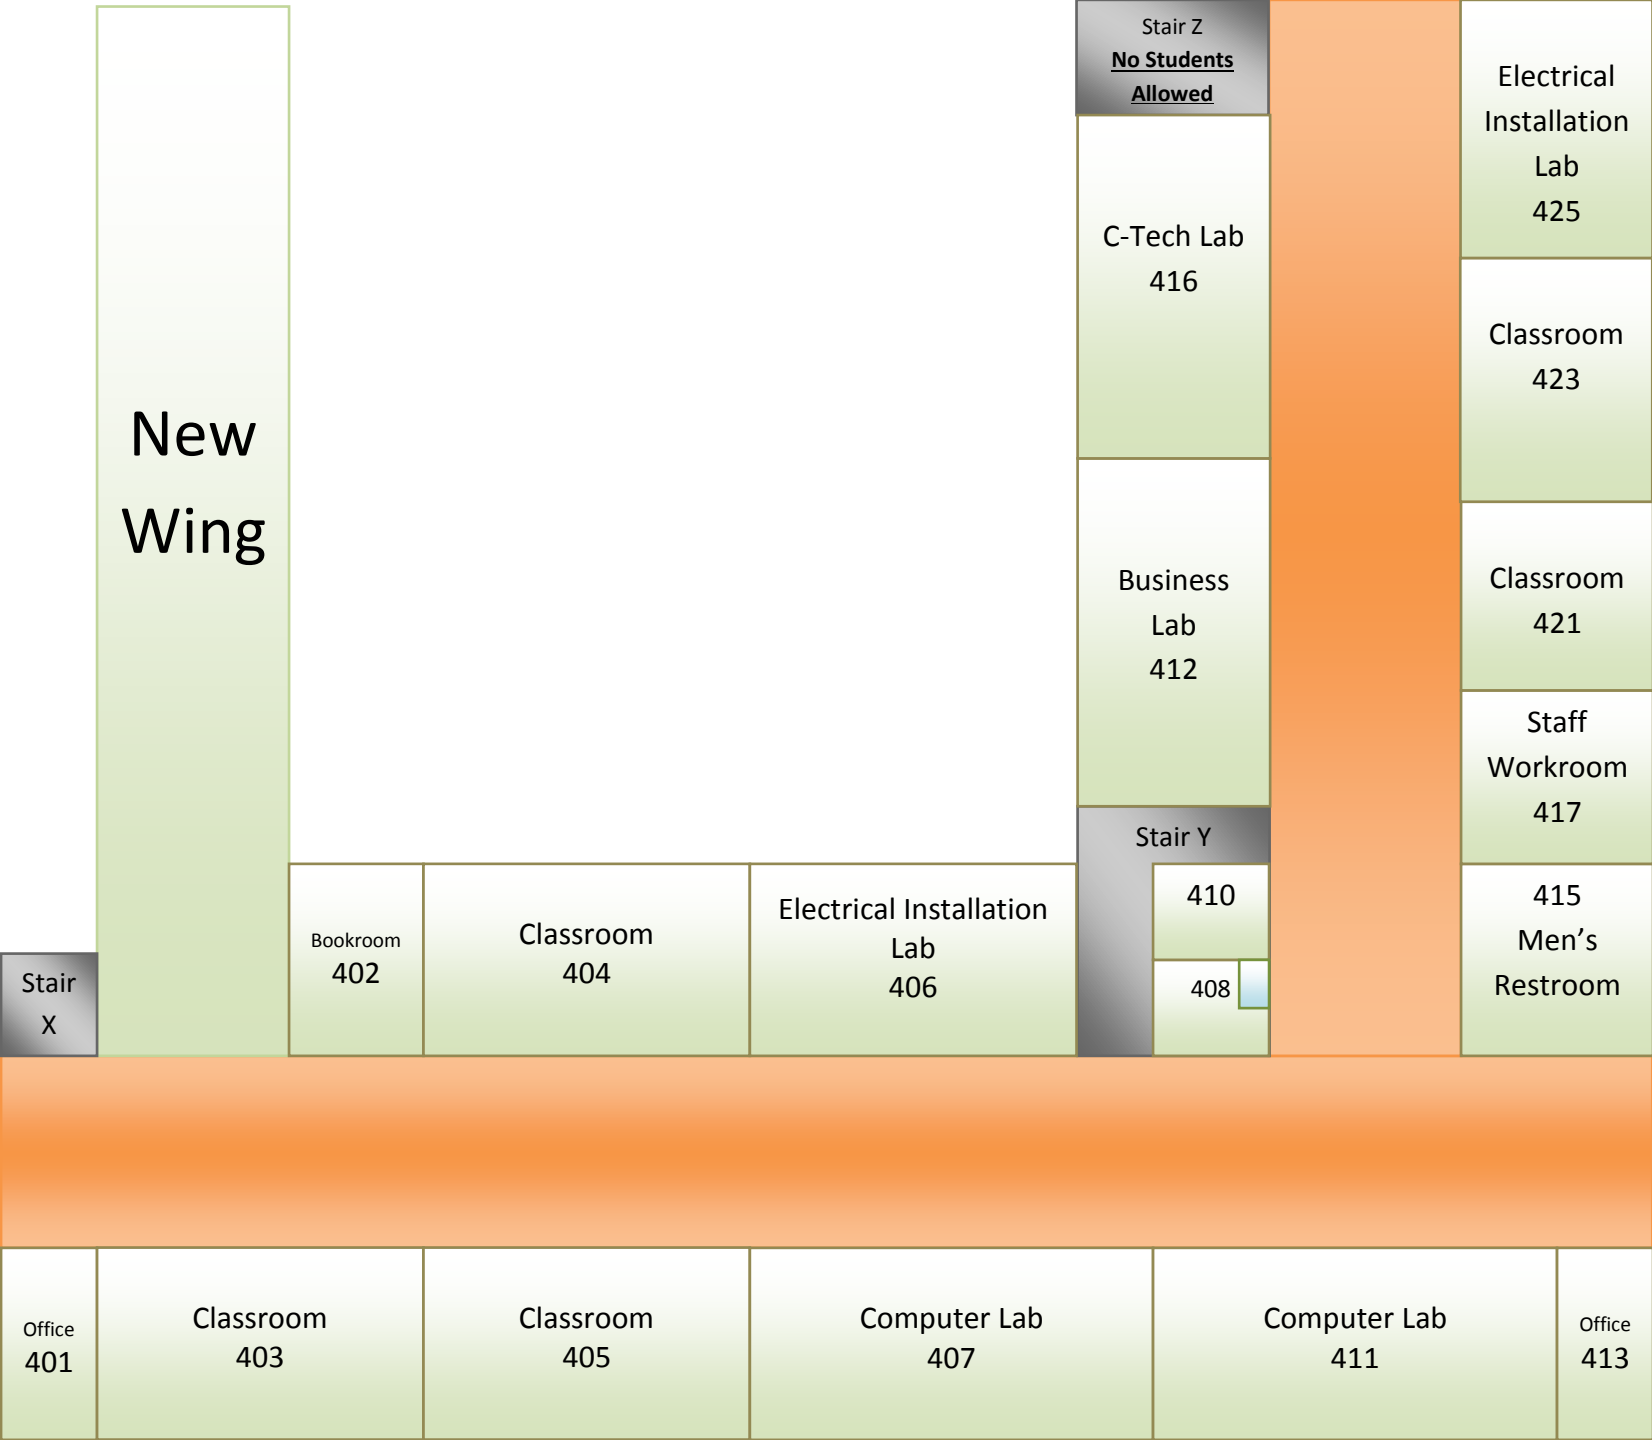 Stair Z
No Students
Allowed
Electrical
Installation
Lab
425
C-Tech Lab
416
Classroom
423
New
Wing
Business
Lab
412
Classroom
421
Staff
Workroom
417
Stair Y
410
408
415
Men’s
Restroom
Bookroom
402
Classroom
404
Electrical Installation
Lab
406
Stair
X
Office
401
Classroom
403
Classroom
405
Computer Lab
407
Computer Lab
411
Office
413